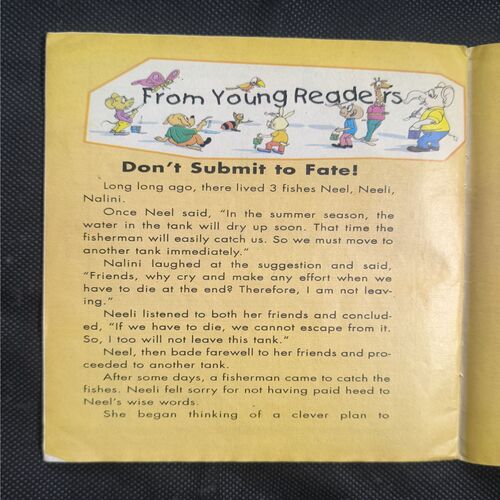 From Young Readers
Don't Submit to Fate!
Long long ago, there lived 3 fishes Neel, Neeli,
Nalini.
Once Neel said, "In the summer season, the
water in the tank will dry up soon. That time the
fisherman will easily catch us. So we must move to
another tank immediately."
Nalini laughed at the suggestion and said,
"Friends, why cry and make any effort when we
have to die at the end? Therefore, I am not leav-
ing."
Neeli listened to both her friends and conclud-
ed, "If we have to die, we cannot escape from it.
So, I too will not leave this tank."
Neel, then bade farewell to her friends and pro-
ceeded to another tank.
After some days, a fisherman came to catch the
fishes. Neeli felt sorry for not having paid heed to
Neel's wise words.
She began thinking of a clever plan to